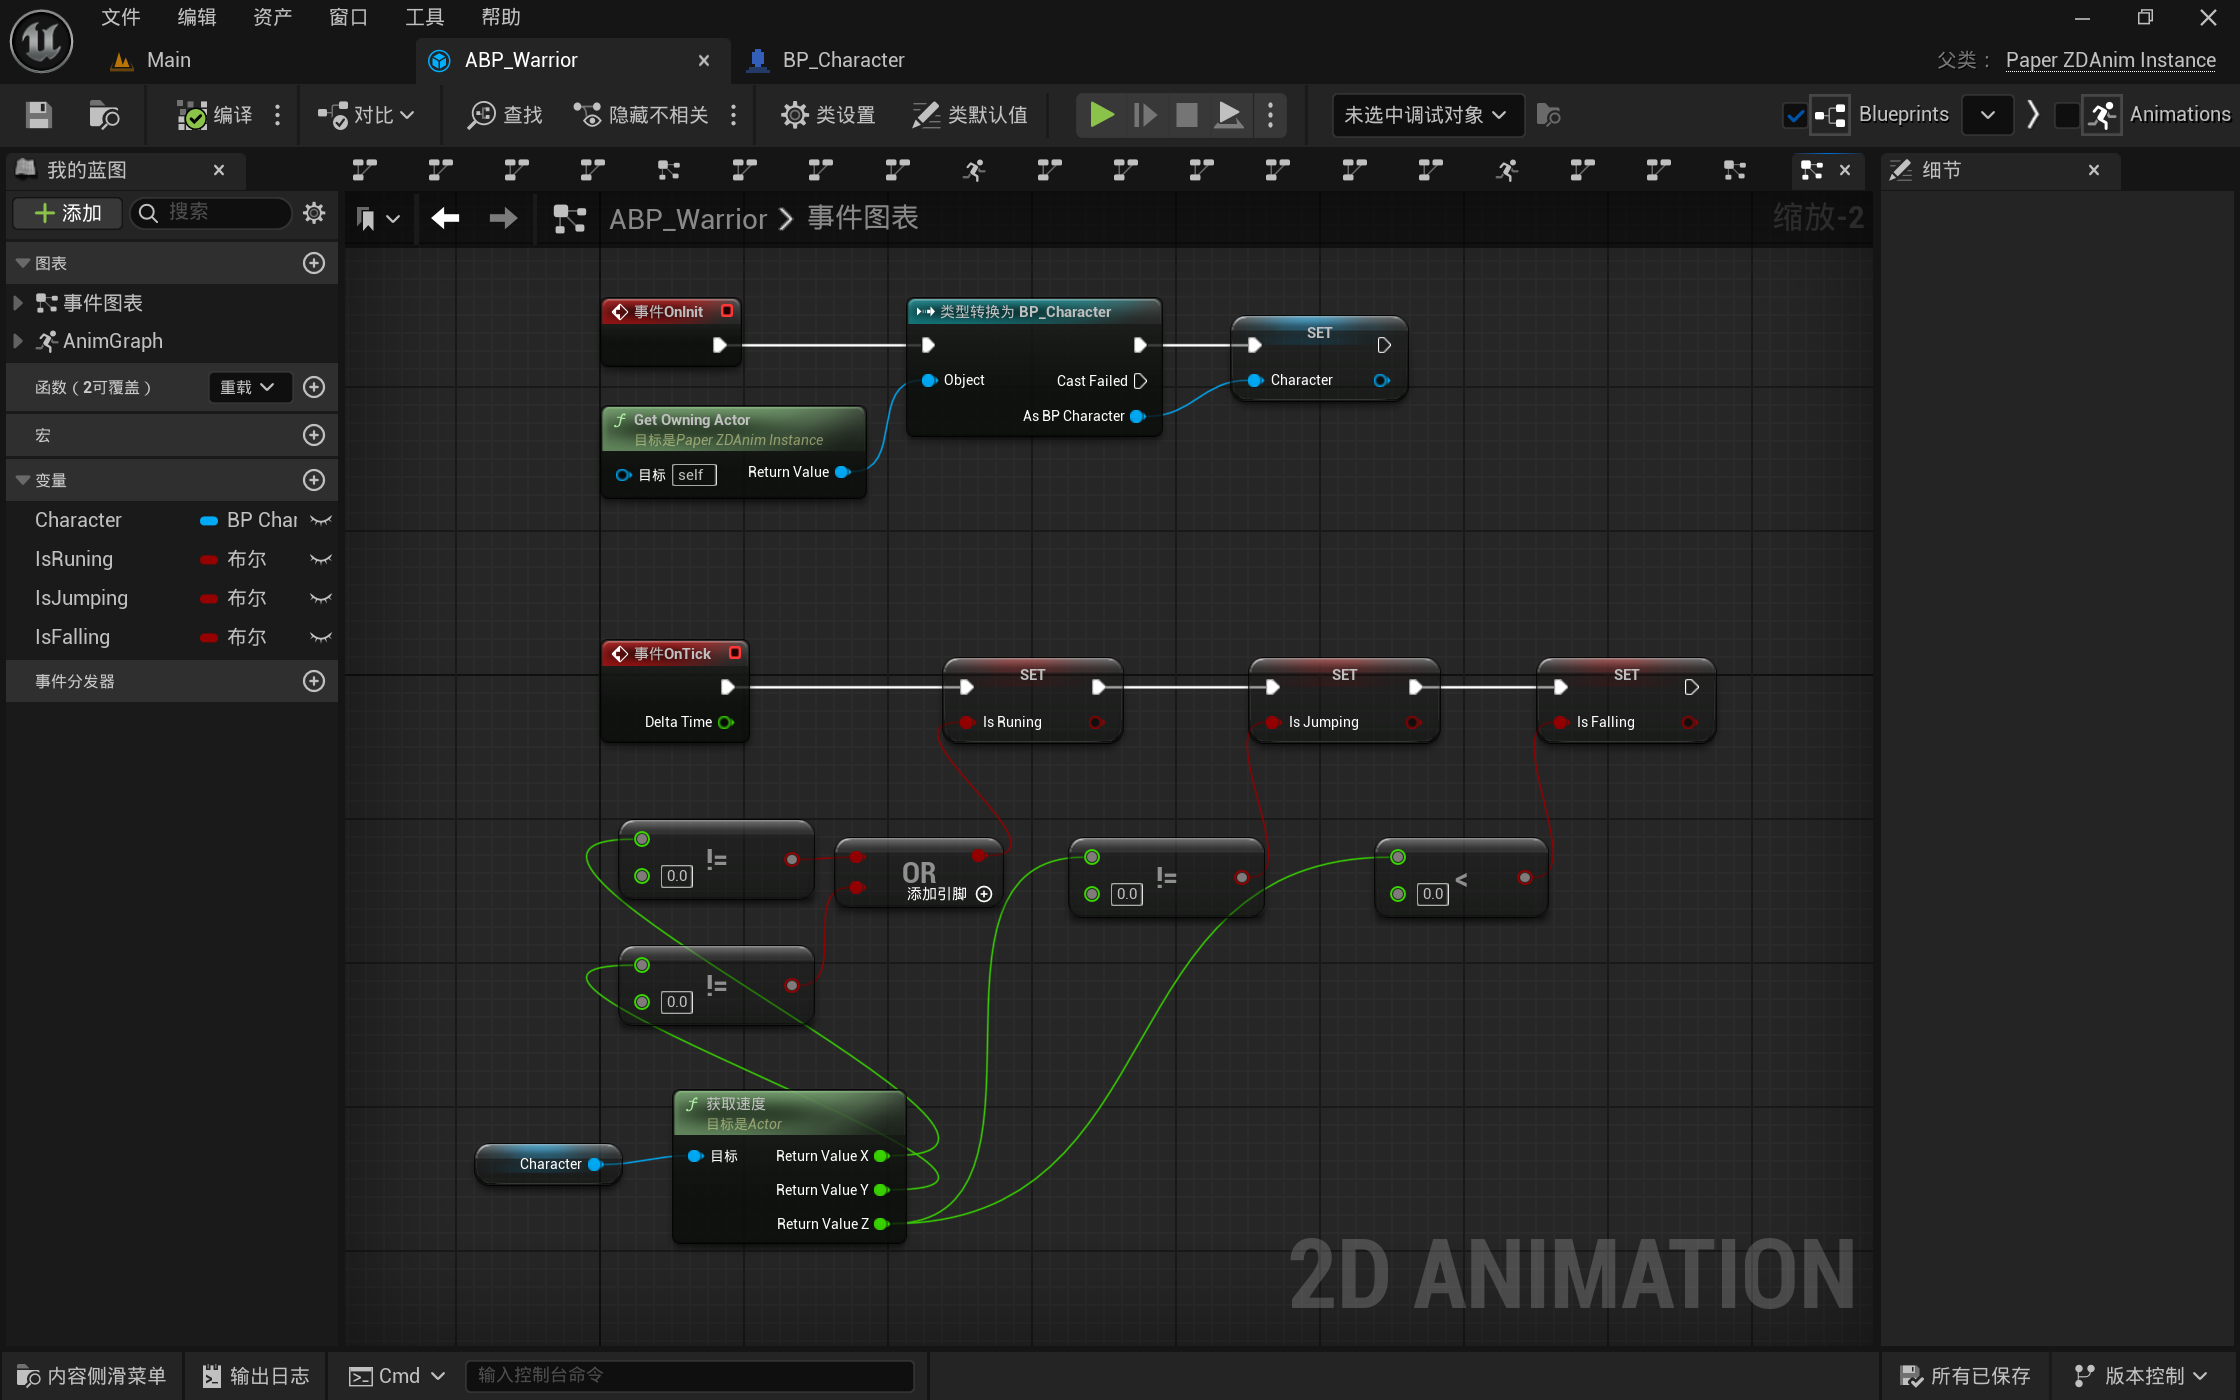 文件 编辑 资产 窗口 工具 帮助
Main ABP_Warrior BP_Character 父类： Paper ZDAnim Instance
编译 对比 查找 隐藏不相关 类设置 类默认值 未选中调试对象 Blueprints Animations
我的蓝图
添加 搜索
图表
事件图表
AnimGraph
函数（2可覆盖） 重载
宏
变量
Character BP Char
IsRuning 布尔
IsJumping 布尔
IsFalling 布尔
事件分发器
ABP_Warrior > 事件图表 缩放-2
事件OnInit
类型转换为 BP_Character
Object
Cast Failed
As BP Character
SET
Character
Get Owning Actor
目标是Paper ZDAnim Instance
目标 self Return Value
事件OnTick
Delta Time
SET
Is Runing
SET
Is Jumping
SET
Is Falling
!=
0.0
OR
添加引脚
!=
0.0
<
0.0
!=
0.0
获取速度
目标是Actor
目标 Return Value X
Return Value Y
Return Value Z
Character
2D ANIMATION
细节
内容侧滑菜单 输出日志 Cmd 输入控制台命令 所有已保存 版本控制